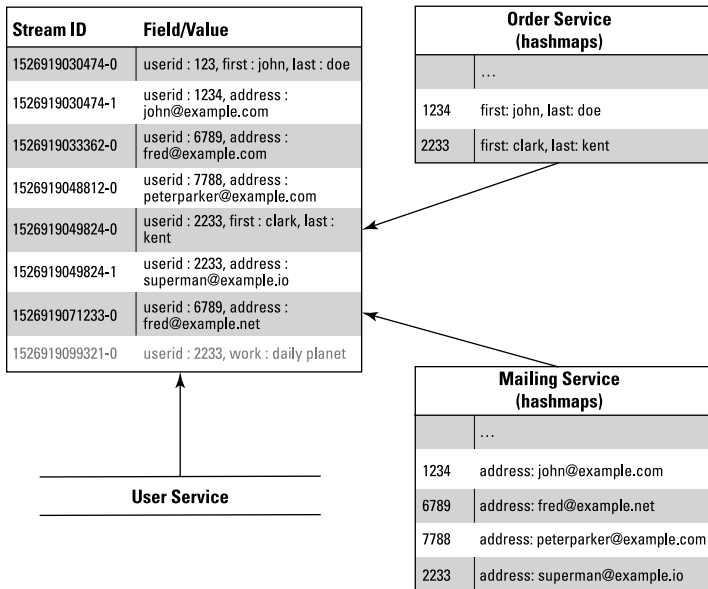 Stream ID Field/Value
1526919030474-0 userid : 123, first : john, last : doe
1526919030474-1 userid : 1234, address :
john@example.com
1526919033362-0 userid : 6789, address :
fred@example.com
1526919048812-0 userid : 7788, address :
peterparker@example.com
1526919049824-0 userid : 2233, first : clark, last :
kent
1526919049824-1 userid : 2233, address :
superman@example.io
1526919071233-0 userid : 6789, address :
fred@example.net
1526919099321-0 userid : 2233, work : daily planet
User Service
Order Service
(hashmaps)
...
1234 first: john, last: doe
2233 first: clark, last: kent
Mailing Service
(hashmaps)
...
1234 address: john@example.com
6789 address: fred@example.net
7788 address: peterparker@example.com
2233 address: superman@example.io